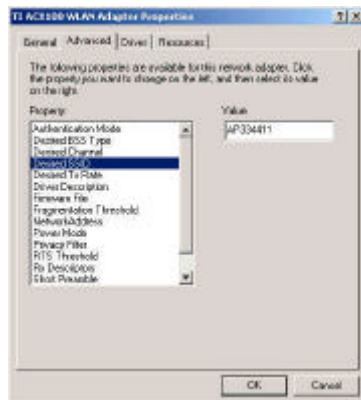 TI ACX100 WLAN Adapter Properties
General Advanced Driver Resources
The following properties are available for this network adapter. Click
the property you want to change on the left, and then select its value
on the right.
Property: Value
Authentication Mode AP334411
Desired BSS Type
Desired Channel
Desired SSID
Desired Tx Rate
Driver Description
Firmware File
Fragmentation Threshold
NetworkAddress
Power Mode
Privacy Filter
RTS Threshold
Rx Descriptors
Short Preamble
OK Cancel